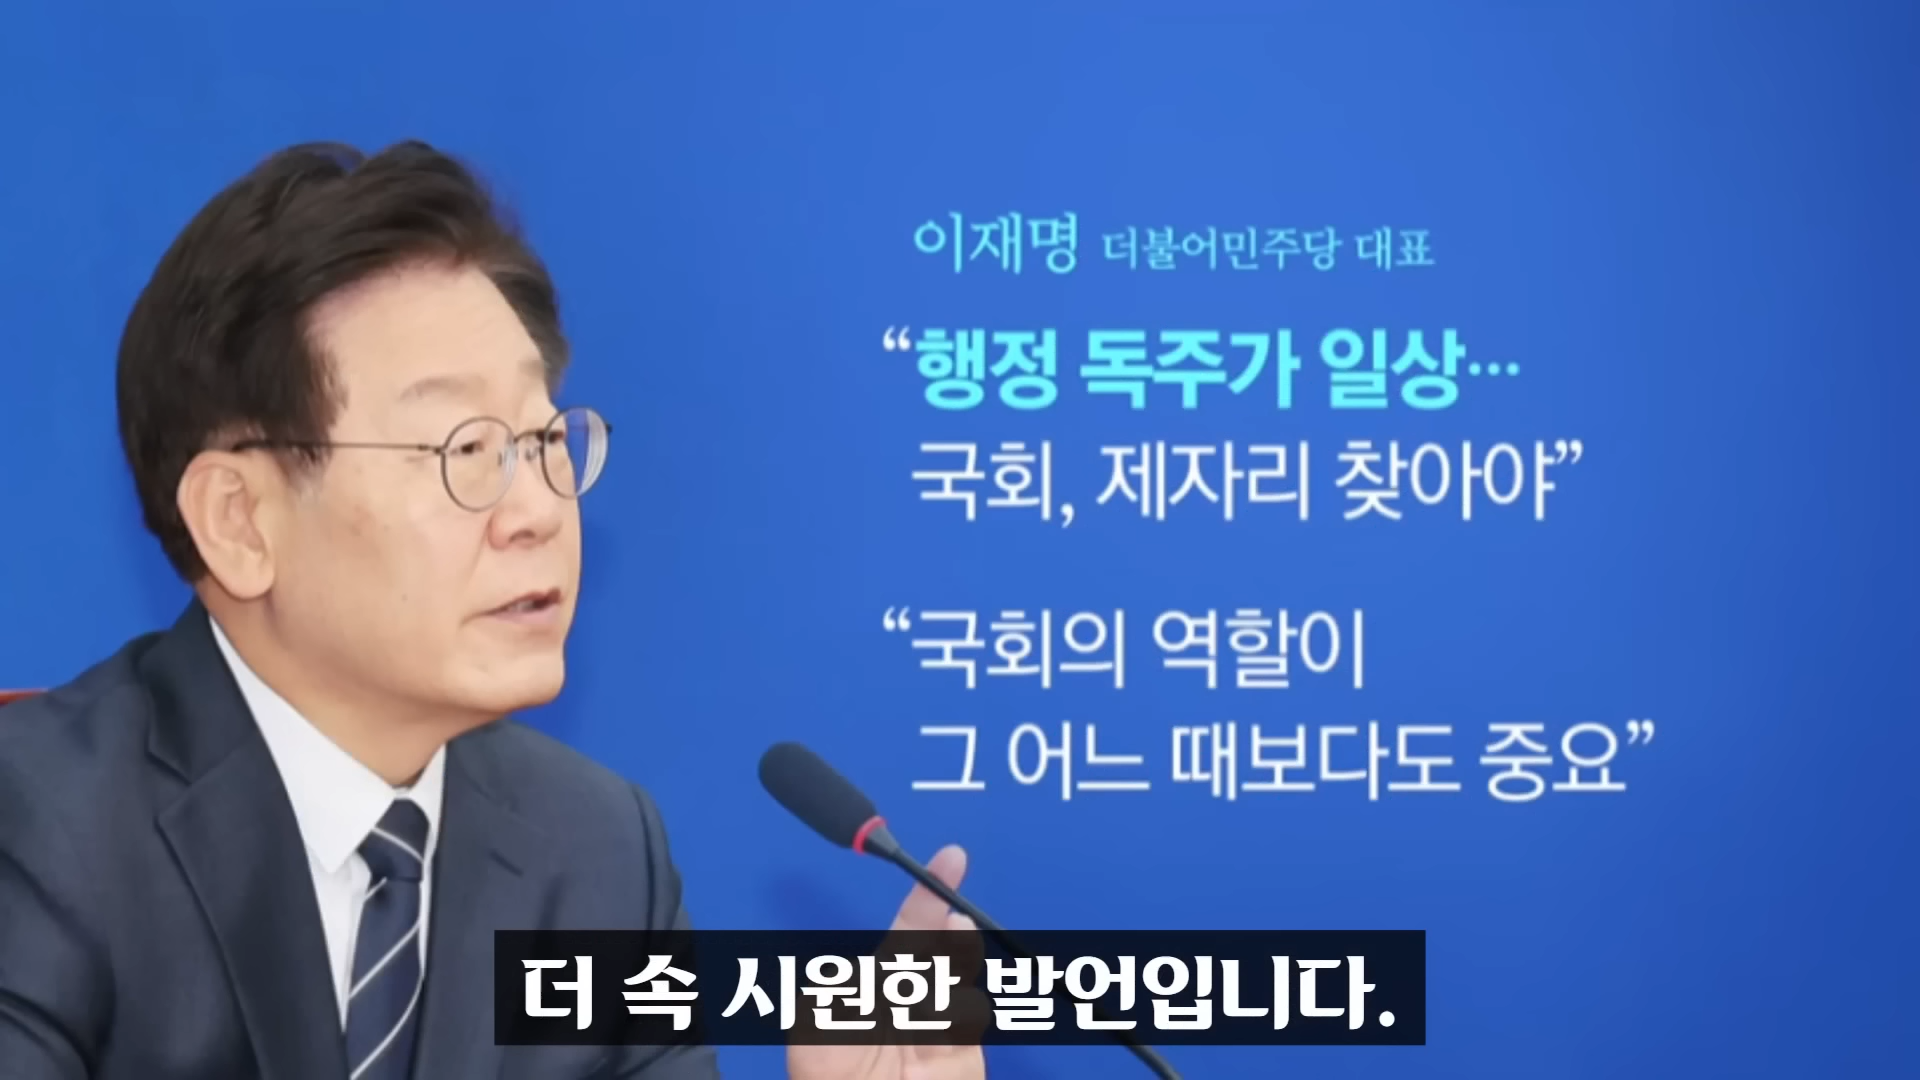 이재명 더불어민주당 대표
“행정 독주가 일상…
국회, 제자리 찾아야”
“국회의 역할이
그 어느 때보다도 중요”
더 속 시원한 발언입니다.